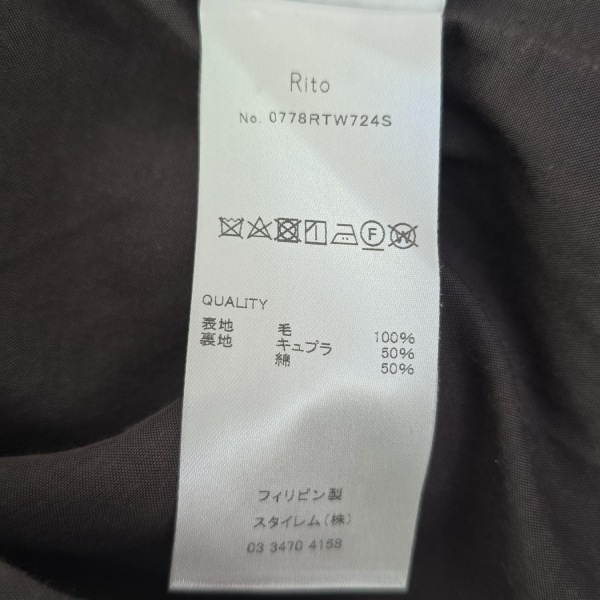 Rito
No. 0778RTW724S
F W
QUALITY
表地 毛 100%
裏地 キュプラ 50%
綿 50%
フィリピン製
スタイレム(株)
03 3470 4158